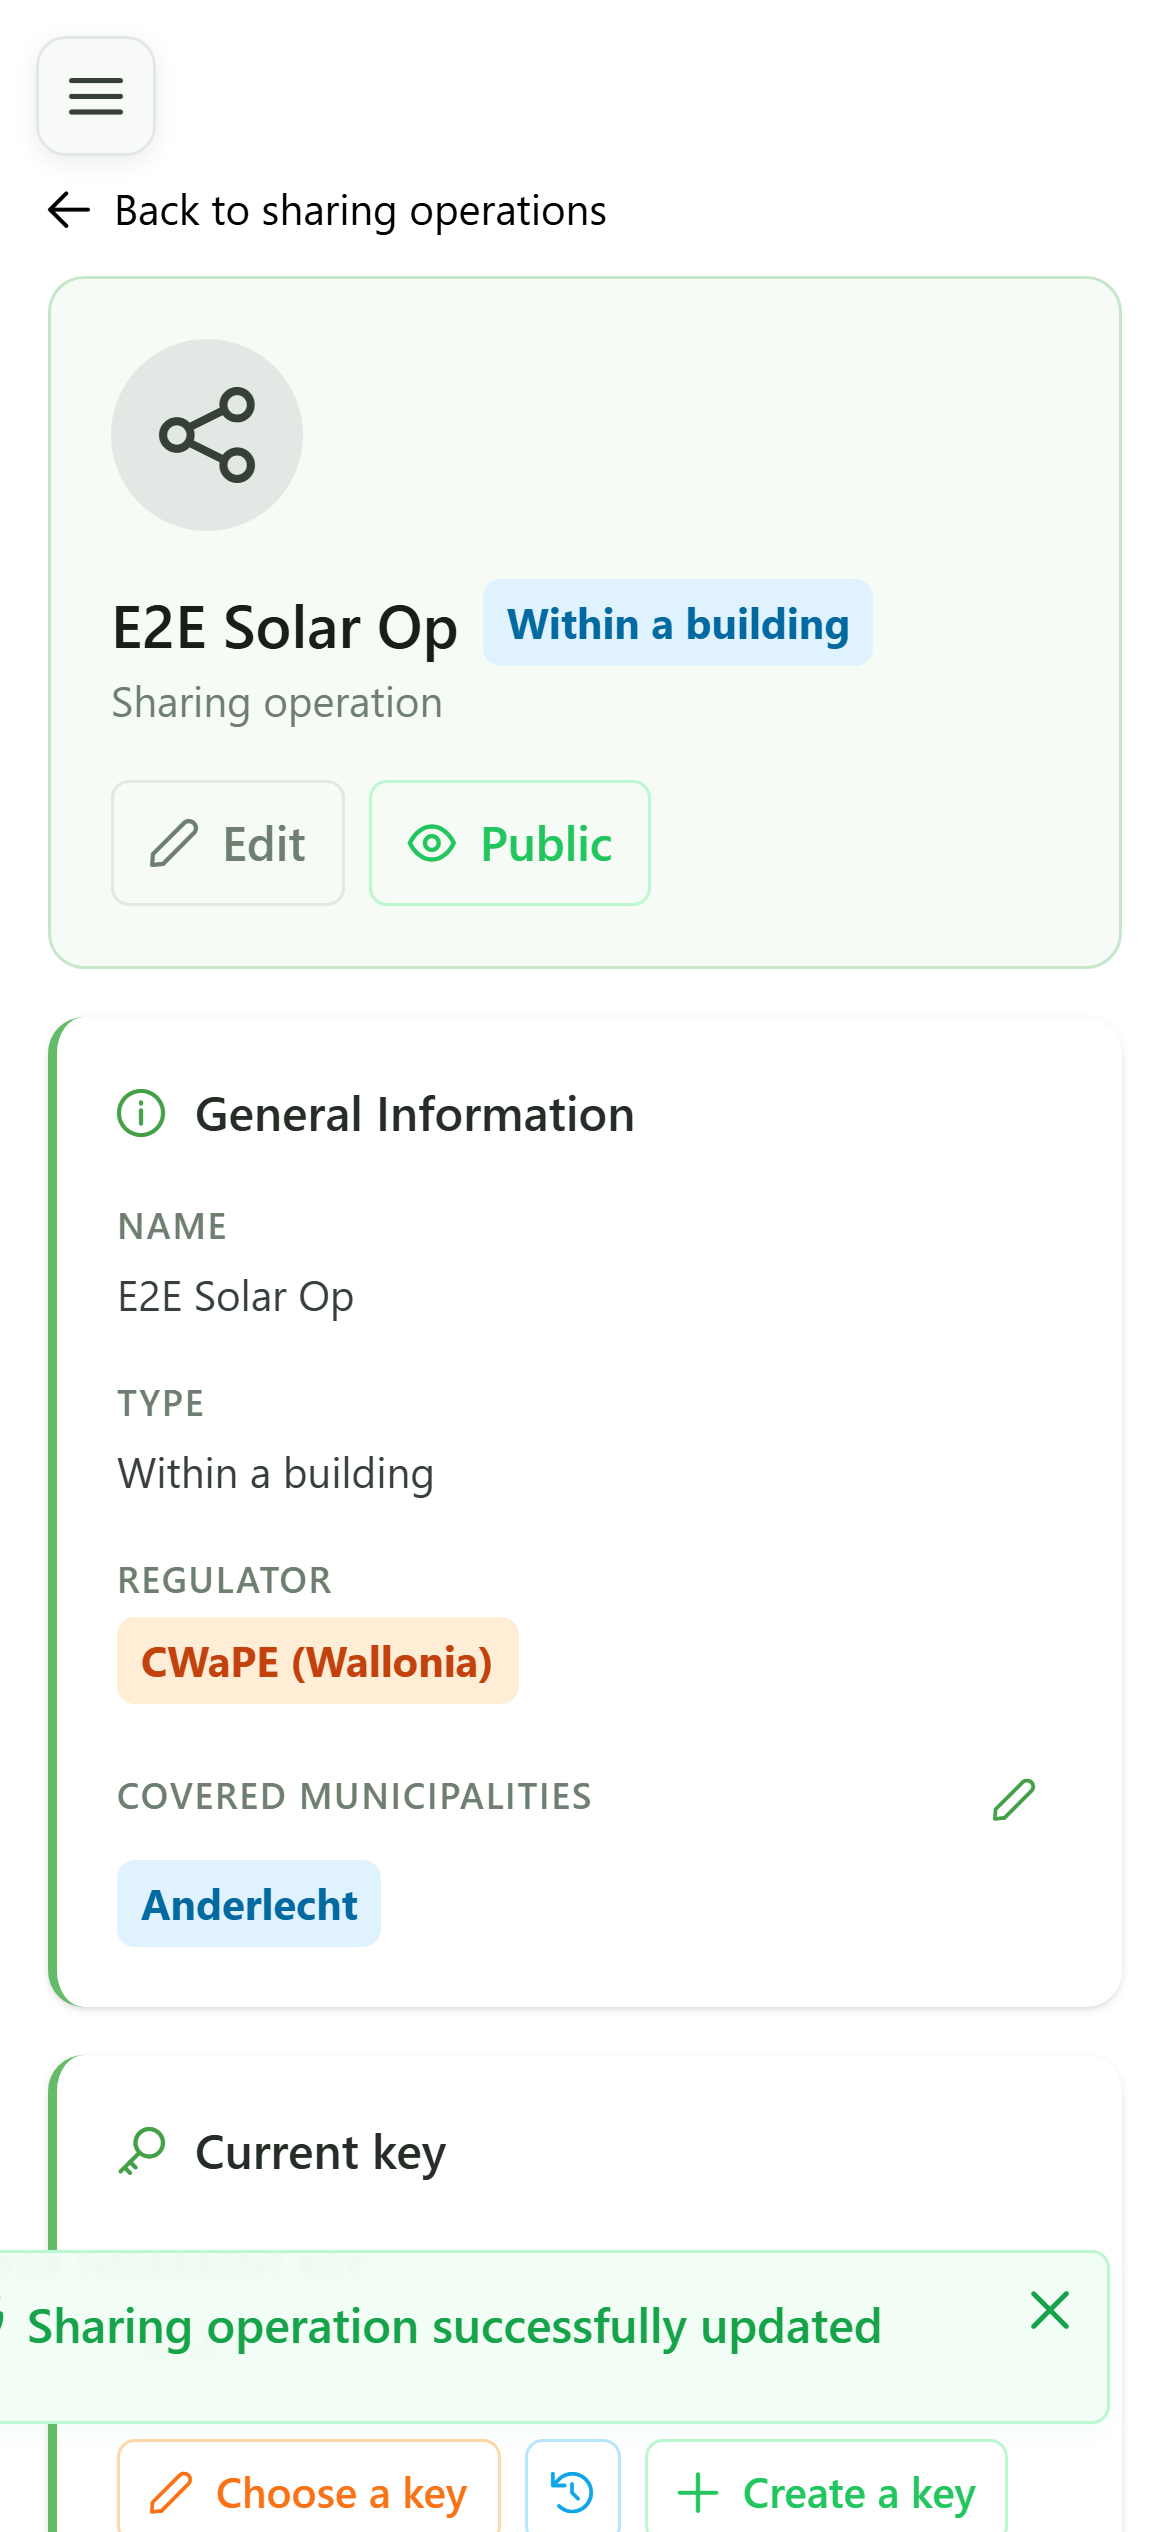 Back to sharing operations
E2E Solar Op
Within a building
Sharing operation
Edit
Public
General Information
NAME
E2E Solar Op
TYPE
Within a building
REGULATOR
CWaPE (Wallonia)
COVERED MUNICIPALITIES
Anderlecht
Current key
Sharing operation successfully updated
Choose a key
Create a key